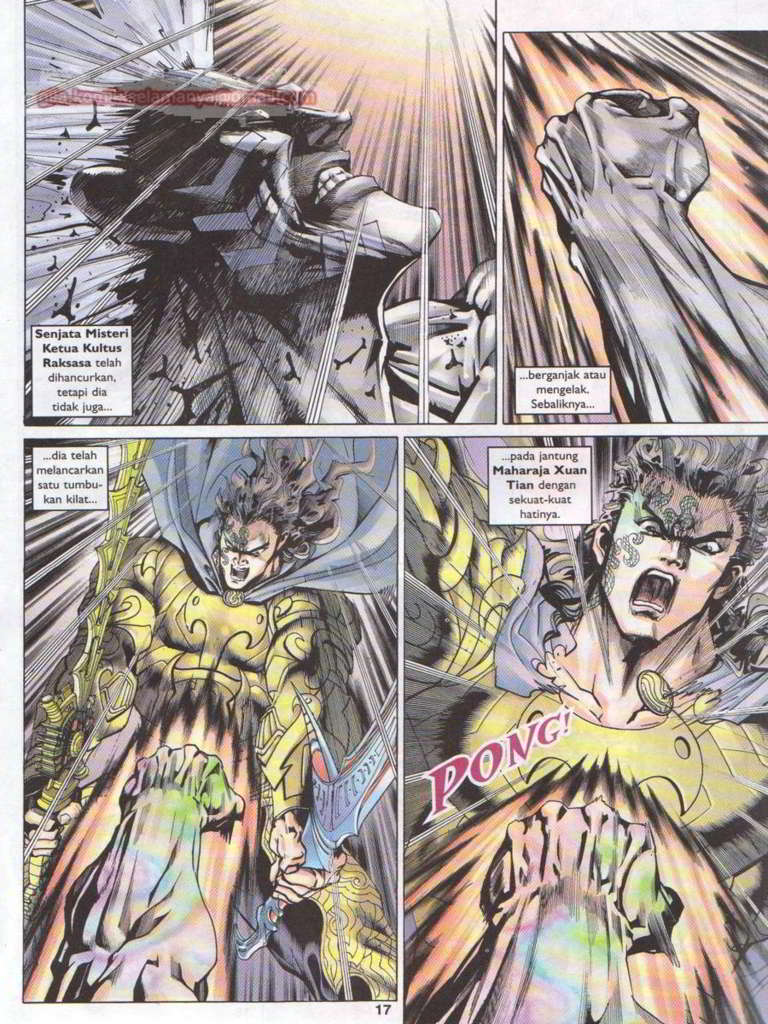 Senjata Misteri
Ketua Kultus
Raksasa telah
dihancurkan,
tetapi dia
tidak juga...
...berganjak atau
mengelak.
Sebaliknya...
...dia telah
melancarkan
satu tumbu-
kan kilat...
...pada jantung
Maharaja Xuan
Tian dengan
sekuat-kuat
hatinya.
PONG!
17